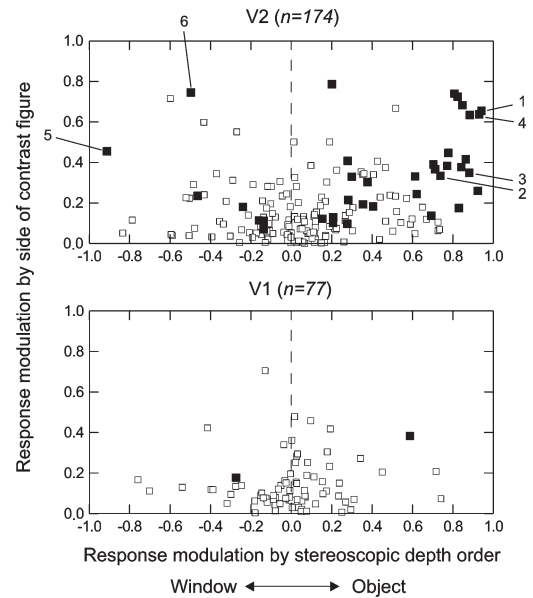 V2 (n=174)
Response modulation by side of contrast figure
1.0
0.8
0.6
0.4
0.2
0.0
-1.0 -0.8 -0.6 -0.4 -0.2 0.0 0.2 0.4 0.6 0.8 1.0
6
5
1
4
3
2
V1 (n=77)
1.0
0.8
0.6
0.4
0.2
0.0
-1.0 -0.8 -0.6 -0.4 -0.2 0.0 0.2 0.4 0.6 0.8 1.0
Response modulation by stereoscopic depth order
Window Object